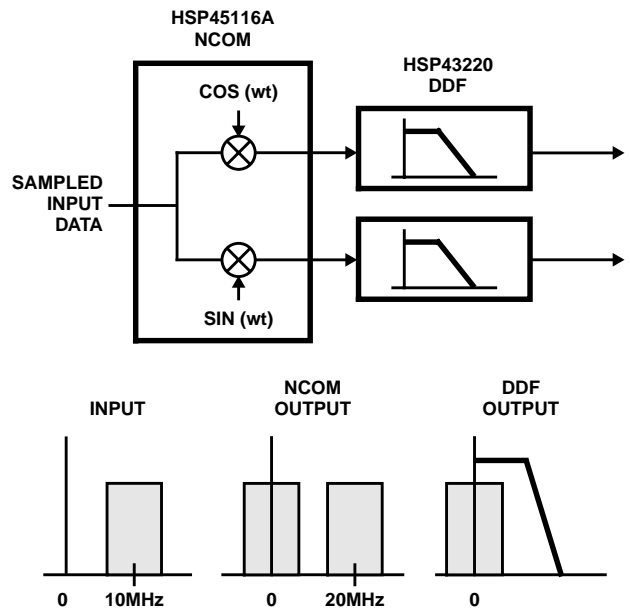 HSP45116A
NCOM
HSP43220
DDF
COS (wt)
SAMPLED
INPUT
DATA
SIN (wt)
INPUT
NCOM
OUTPUT
DDF
OUTPUT
0
10MHz
0
20MHz
0